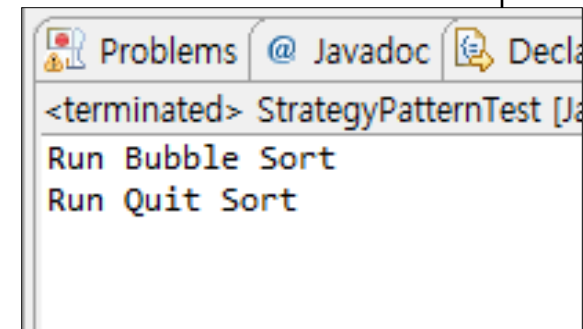 Problems @ Javadoc Decla
<terminated> StrategyPatternTest [Ja
Run Bubble Sort
Run Quit Sort